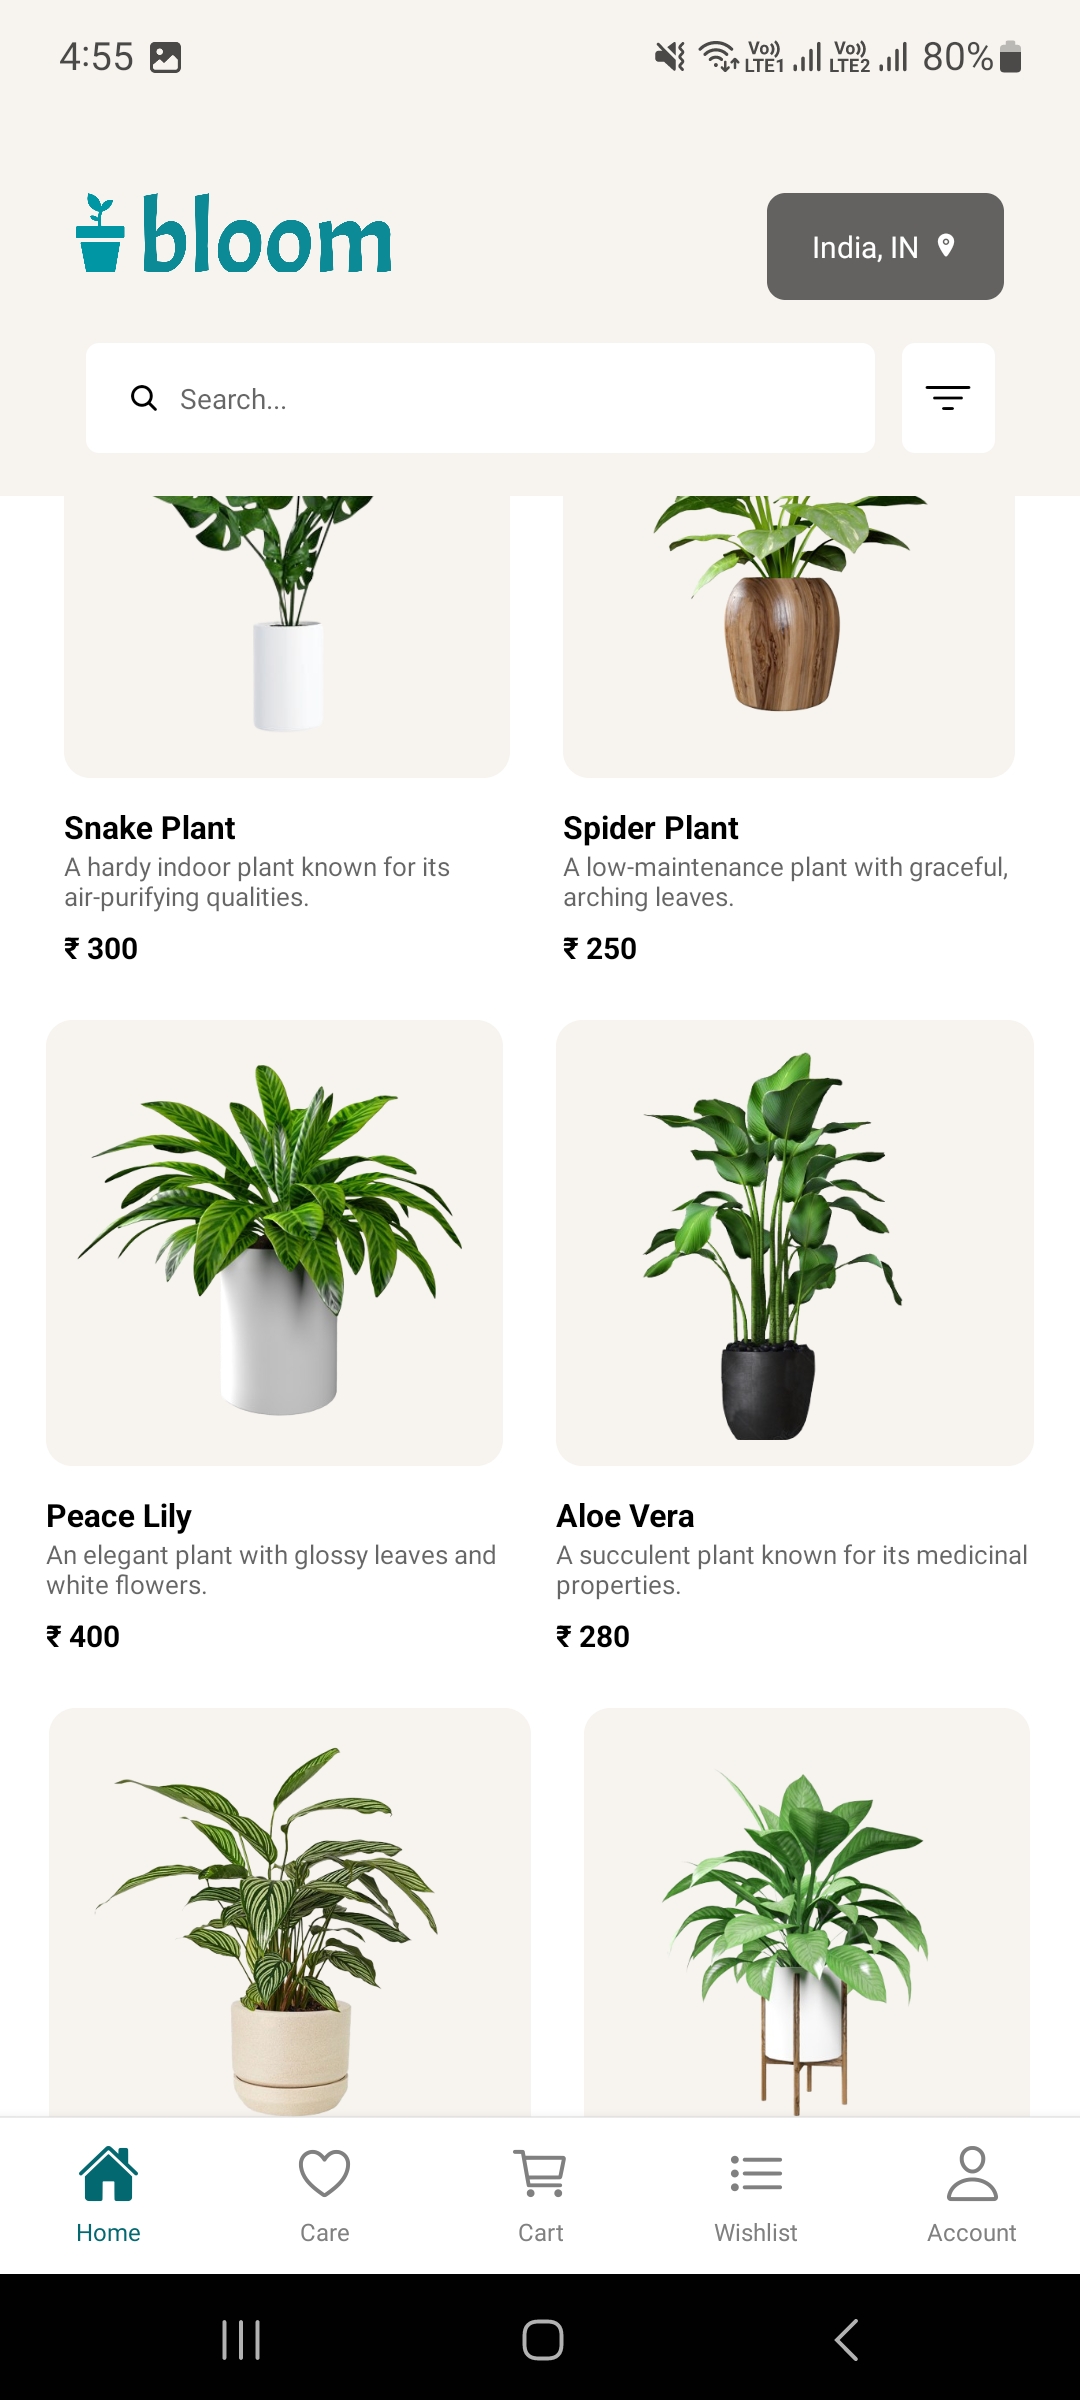 4:55
Vo)) LTE1 Vo)) LTE2 80%
bloom
India, IN
Search...
Snake Plant
A hardy indoor plant known for its
air-purifying qualities.
₹ 300
Spider Plant
A low-maintenance plant with graceful,
arching leaves.
₹ 250
Peace Lily
An elegant plant with glossy leaves and
white flowers.
₹ 400
Aloe Vera
A succulent plant known for its medicinal
properties.
₹ 280
Home Care Cart Wishlist Account